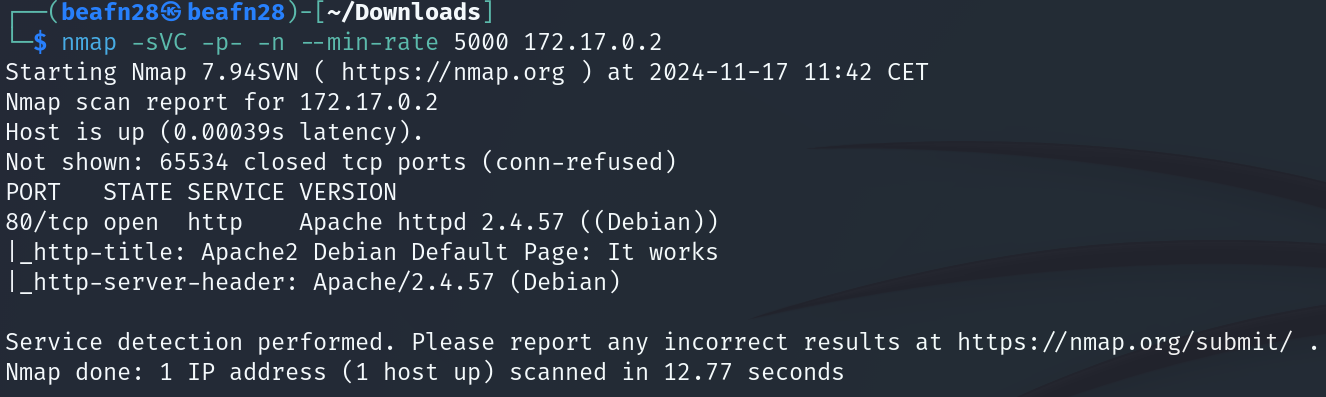 ┌──(beafn28㉿beafn28)-[~/Downloads]
└─$ nmap -sVC -p- -n --min-rate 5000 172.17.0.2
Starting Nmap 7.94SVN ( https://nmap.org ) at 2024-11-17 11:42 CET
Nmap scan report for 172.17.0.2
Host is up (0.00039s latency).
Not shown: 65534 closed tcp ports (conn-refused)
PORT   STATE SERVICE VERSION
80/tcp open  http    Apache httpd 2.4.57 ((Debian))
|_http-title: Apache2 Debian Default Page: It works
|_http-server-header: Apache/2.4.57 (Debian)

Service detection performed. Please report any incorrect results at https://nmap.org/submit/ .
Nmap done: 1 IP address (1 host up) scanned in 12.77 seconds